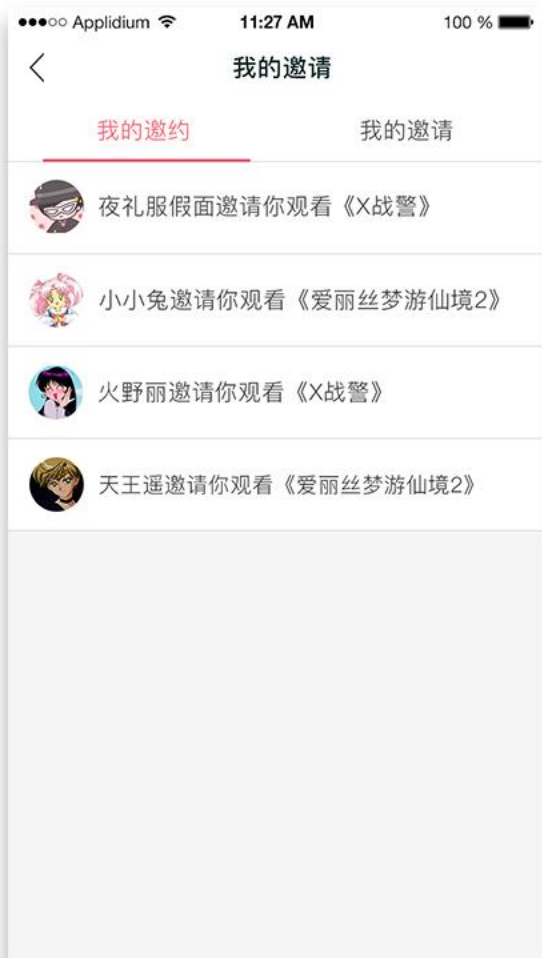 Applidium 11:27 AM 100 %
我的邀请
我的邀约 我的邀请
夜礼服假面邀请你观看《X战警》
小小兔邀请你观看《爱丽丝梦游仙境2》
火野丽邀请你观看《X战警》
天王遥邀请你观看《爱丽丝梦游仙境2》